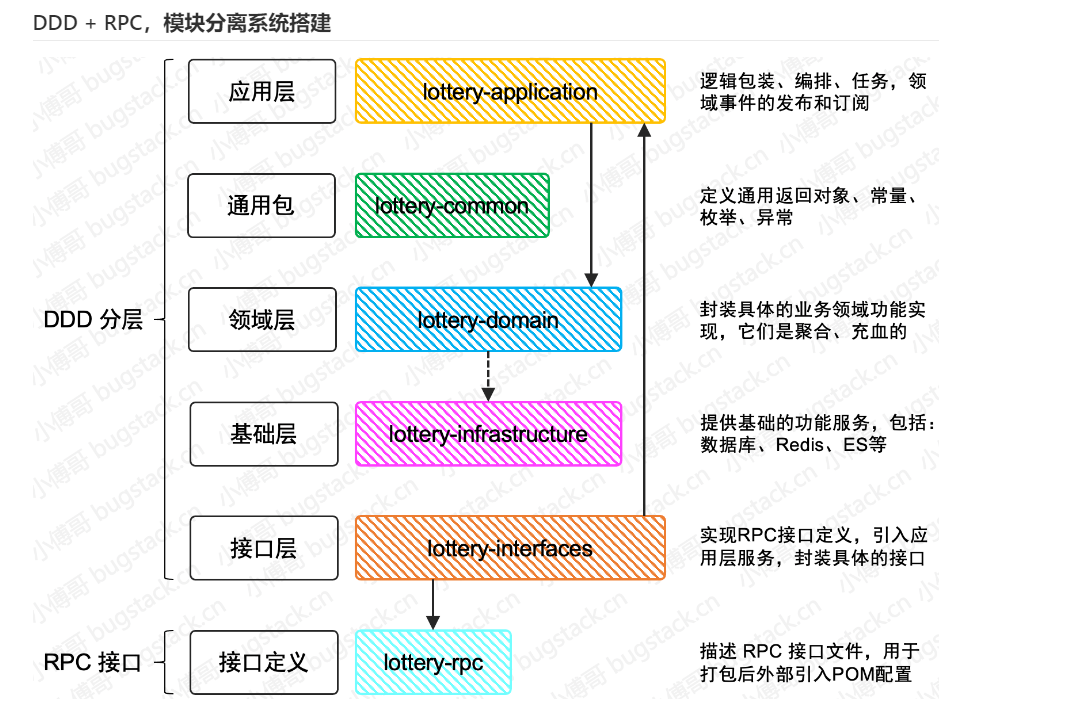 DDD + RPC，模块分离系统搭建
应用层
lottery-application
逻辑包装、编排、任务，领
域事件的发布和订阅
通用包
lottery-common
定义通用返回对象、常量、
枚举、异常
DDD 分层
领域层
lottery-domain
封装具体的业务领域功能实
现，它们是聚合、充血的
基础层
lottery-infrastructure
提供基础的功能服务，包括：
数据库、Redis、ES等
接口层
lottery-interfaces
实现RPC接口定义，引入应
用层服务，封装具体的接口
RPC 接口
接口定义
lottery-rpc
描述 RPC 接口文件，用于
打包后外部引入POM配置
小傅哥 bugstack.cn